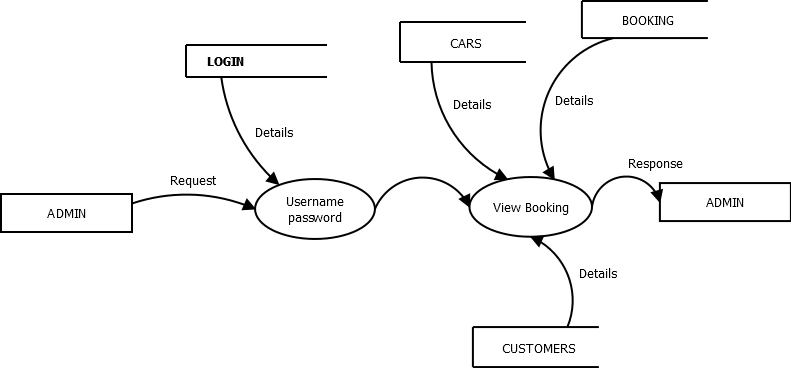 BOOKING
CARS
LOGIN
Details
Details
Details
Request
Response
Username
password
View Booking
ADMIN
ADMIN
Details
CUSTOMERS